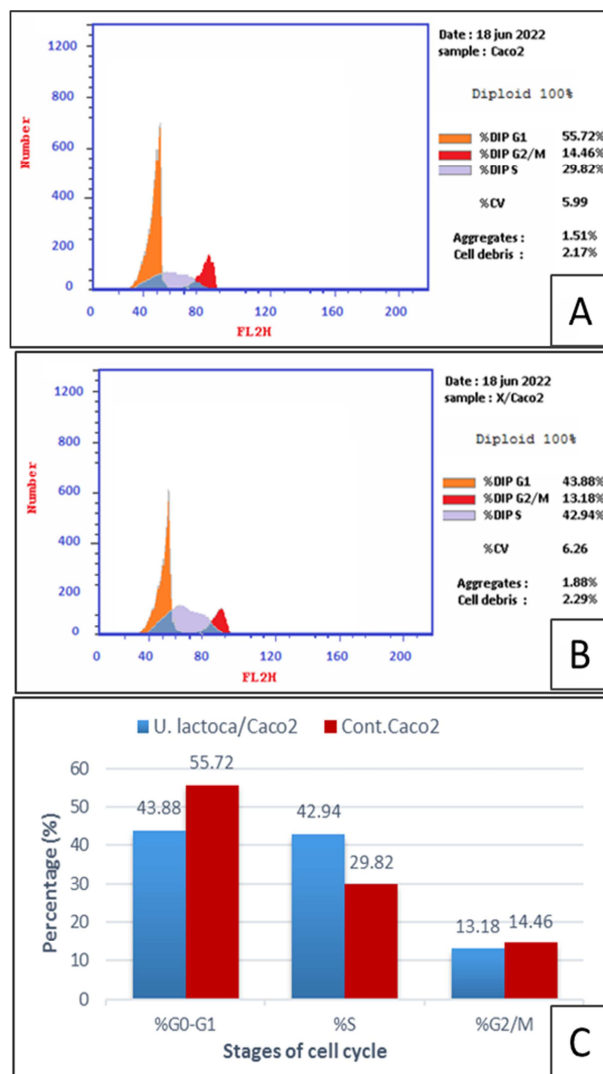 Date : 18 jun 2022
sample : Caco2
Diploid 100%
%DIP G1 55.72%
%DIP G2/M 14.46%
%DIP S 29.82%
%CV 5.99
Aggregates : 1.51%
Cell debris : 2.17%
Number
1200
800
600
400
200
0
0 40 80 120 160 200
FL2H
A
Date : 18 jun 2022
sample : X/Caco2
Diploid 100%
%DIP G1 43.88%
%DIP G2/M 13.18%
%DIP S 42.94%
%CV 6.26
Aggregates : 1.88%
Cell debris : 2.29%
Number
1200
800
600
400
200
0
0 40 80 120 160 200
FL2H
B
U. lactoca/Caco2 Cont.Caco2
Percentage (%)
60
50
40
30
20
10
0
43.88 55.72 42.94 29.82 13.18 14.46
%G0-G1 %S %G2/M
Stages of cell cycle
C